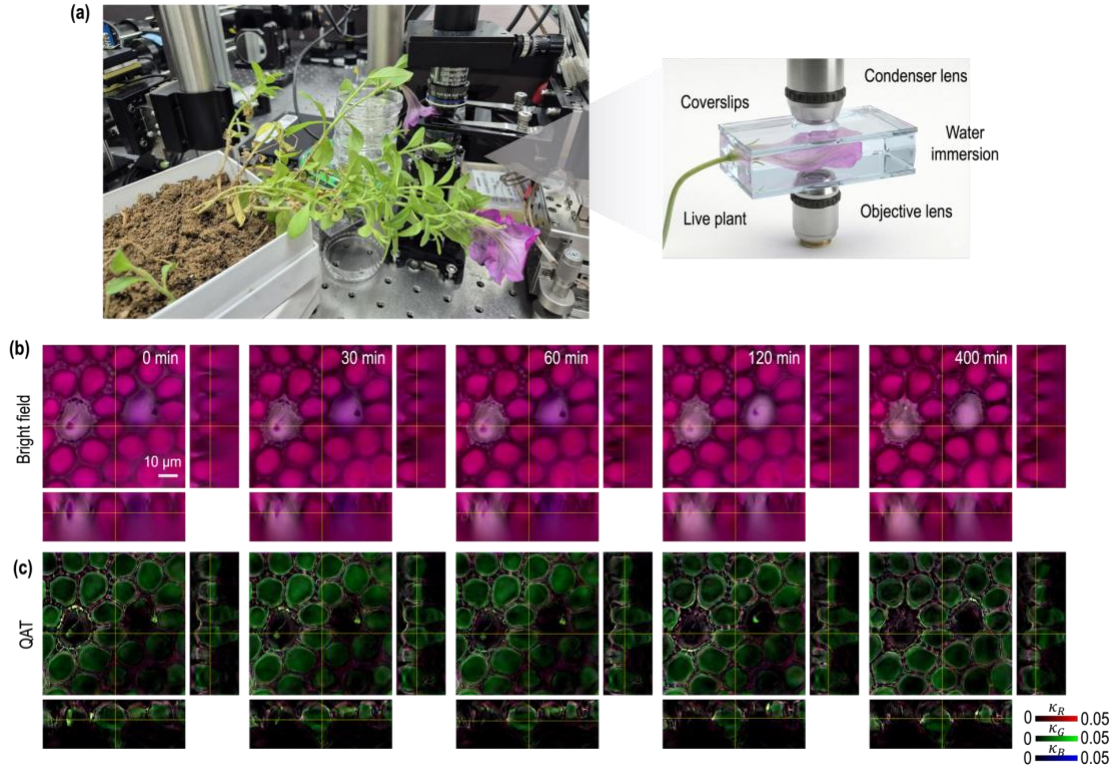 (a)
Condenser lens
Coverslips
Water
immersion
Live plant
Objective lens
(b)
Bright field
0 min
30 min
60 min
120 min
400 min
10 μm
(c)
QAT
0 κR 0.05
0 κG 0.05
0 κB 0.05